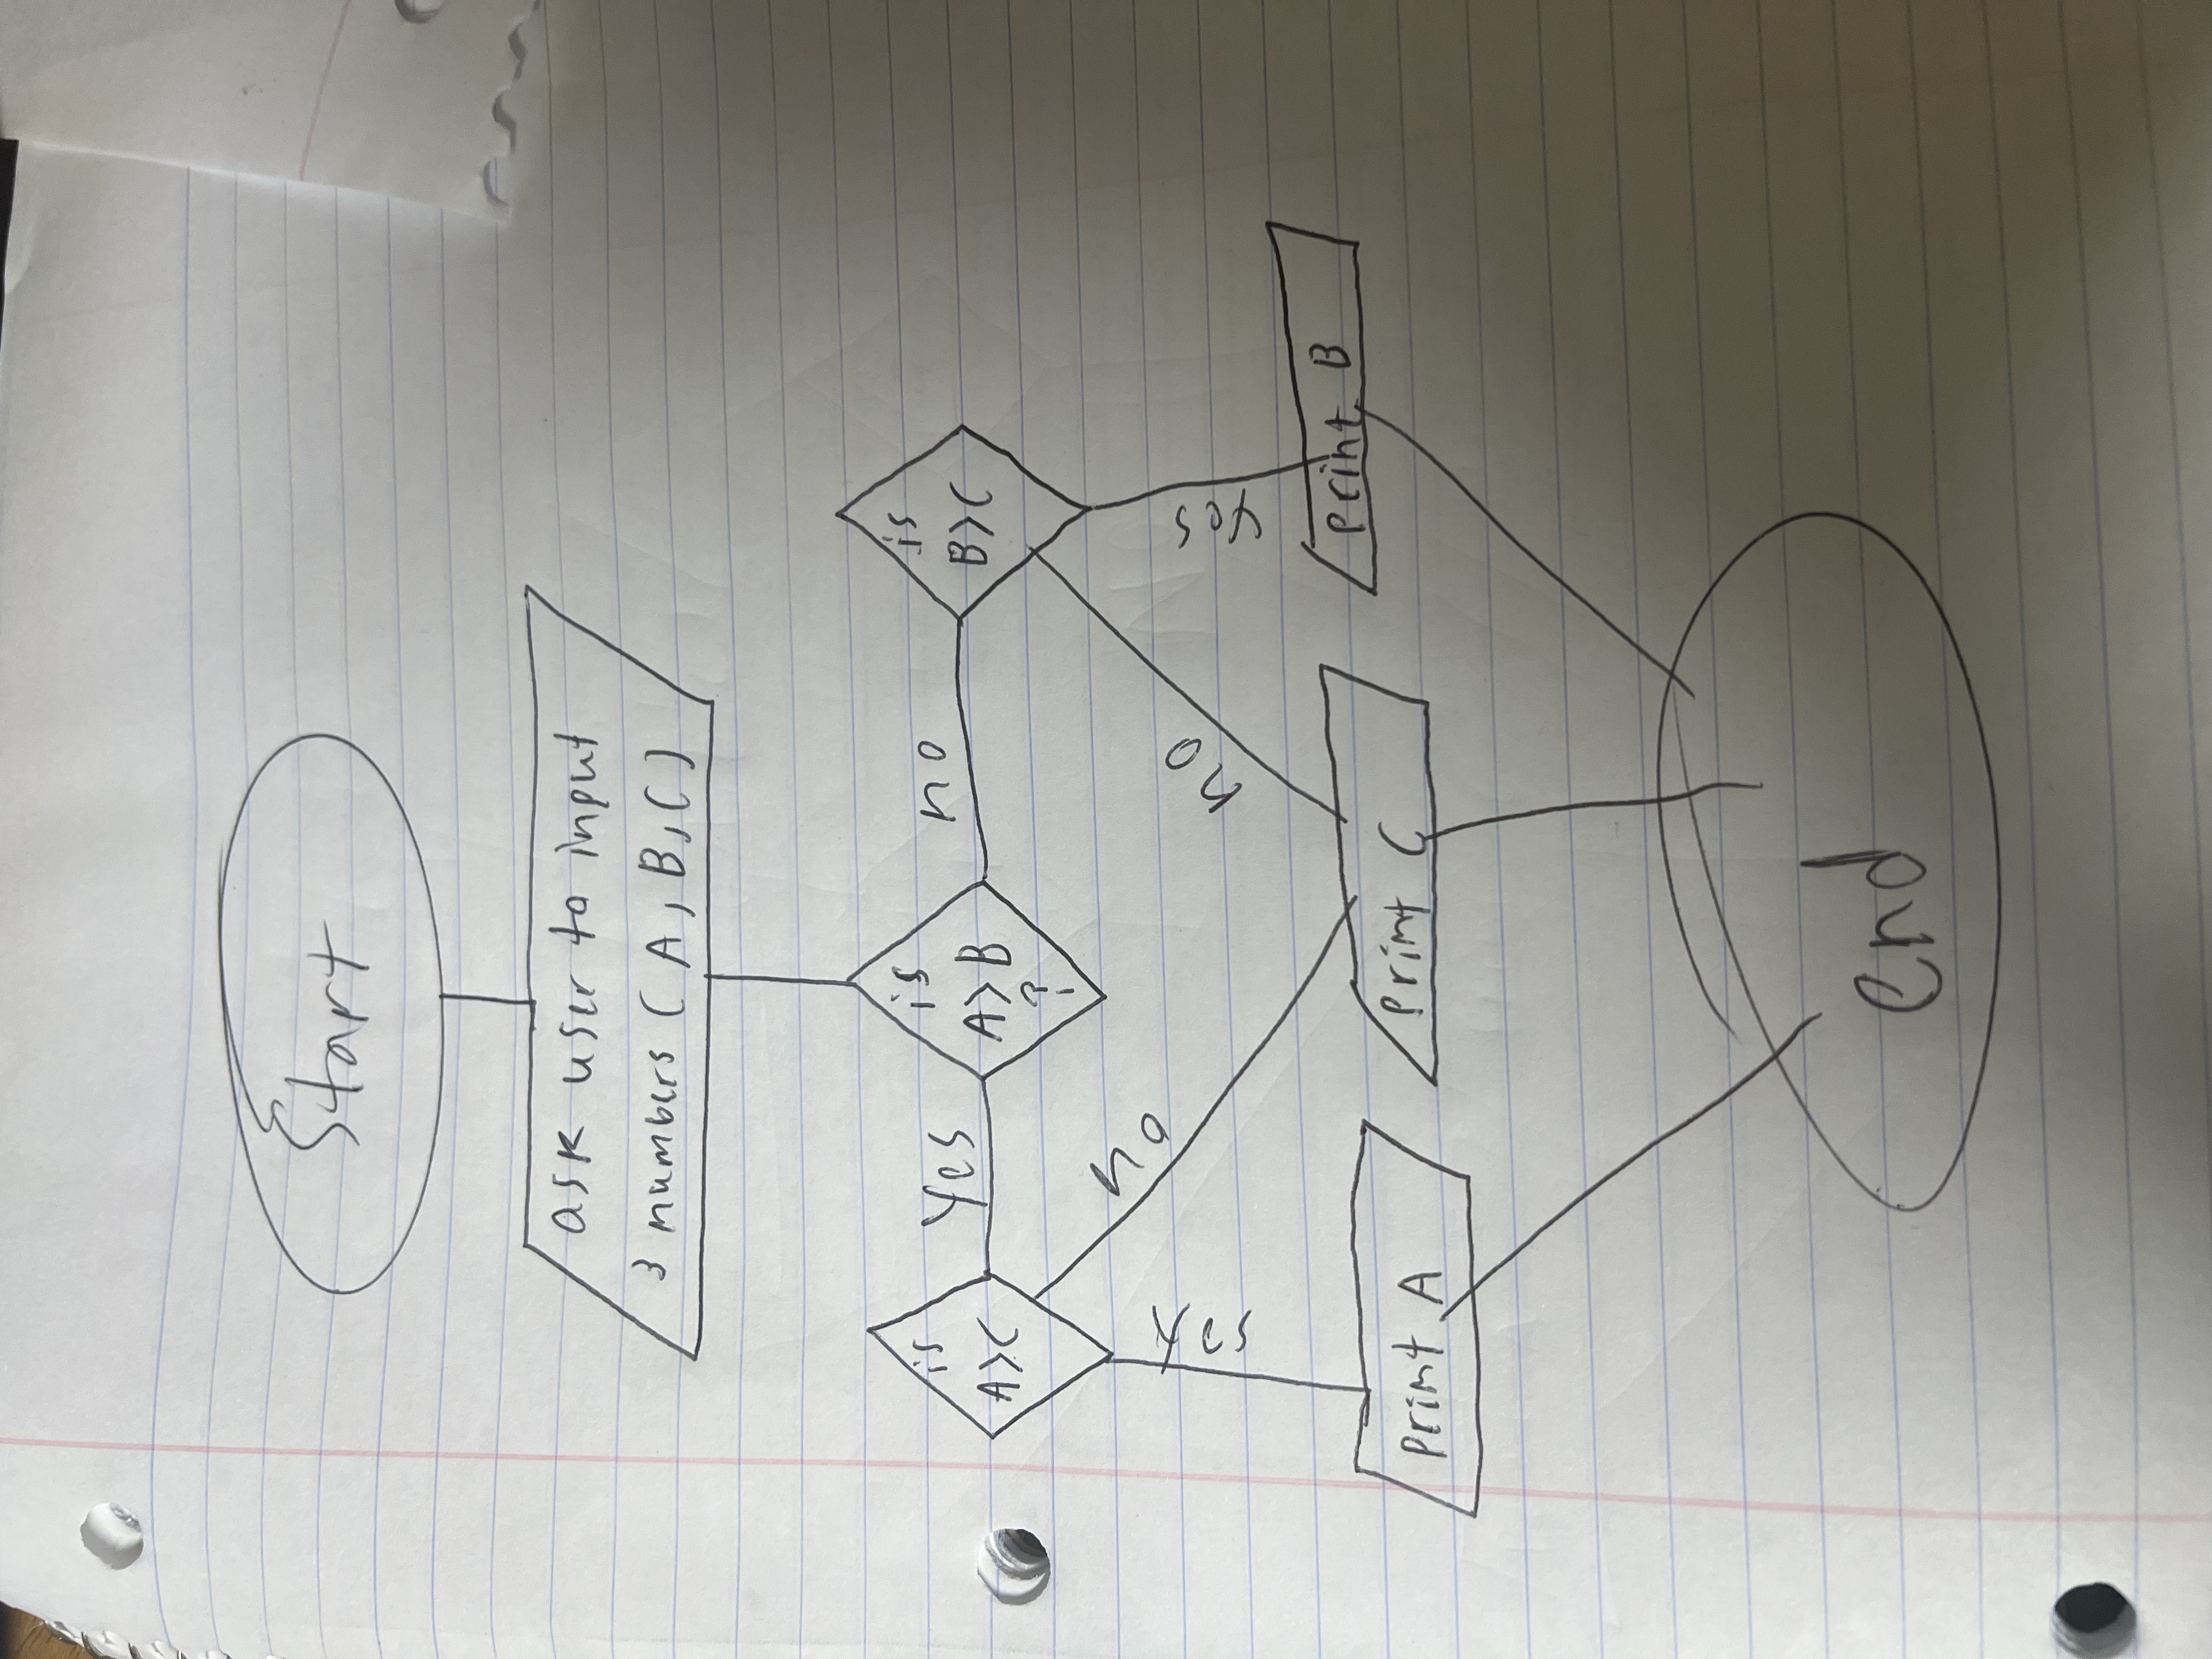 Start
ask user to input
3 numbers (A, B, C)
is
A>C
Yes
is
A>B
?
no
is
B>C
no
no
Yes
Yes
Print A
Print C
Print B
end